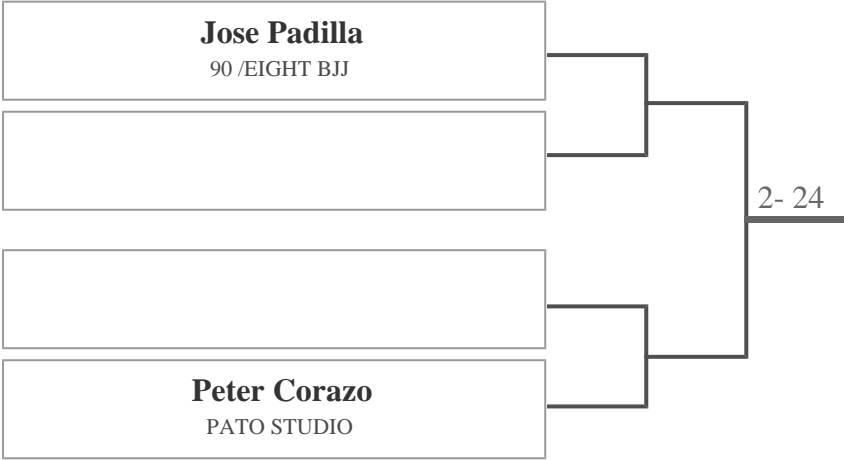 Jose Padilla
90 /EIGHT BJJ
2- 24
Peter Corazo
PATO STUDIO